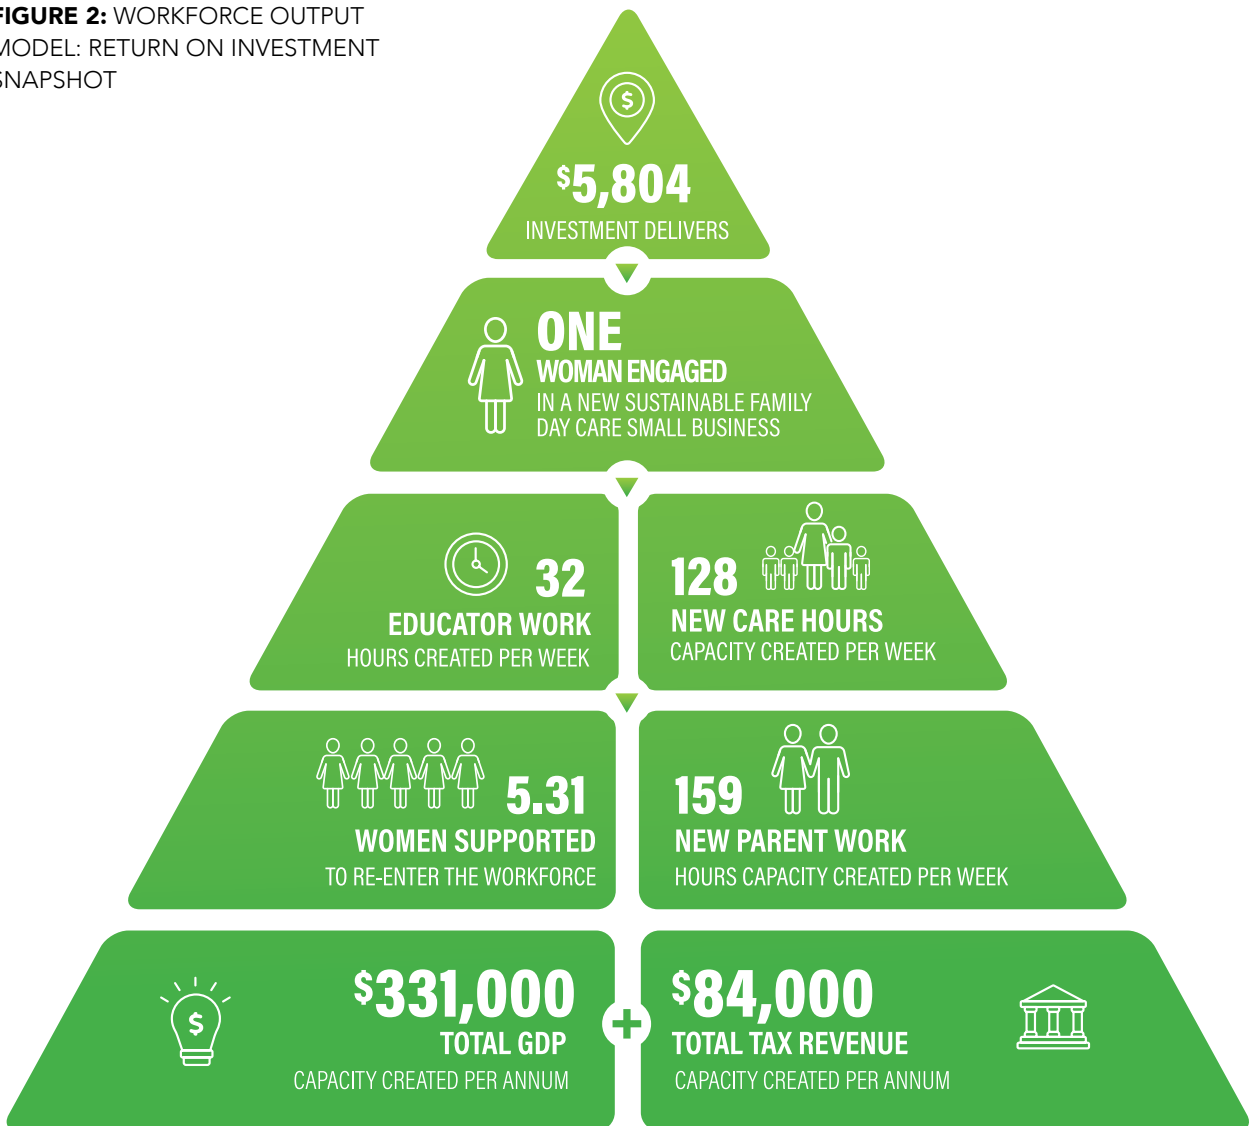 FIGURE 2: WORKFORCE OUTPUT
MODEL: RETURN ON INVESTMENT
SNAPSHOT
$
$5,804
INVESTMENT DELIVERS
ONE
WOMAN ENGAGED
IN A NEW SUSTAINABLE FAMILY
DAY CARE SMALL BUSINESS
32
EDUCATOR WORK
HOURS CREATED PER WEEK
128
NEW CARE HOURS
CAPACITY CREATED PER WEEK
5.31
WOMEN SUPPORTED
TO RE-ENTER THE WORKFORCE
159
NEW PARENT WORK
HOURS CAPACITY CREATED PER WEEK
$
$331,000
TOTAL GDP
CAPACITY CREATED PER ANNUM
+
$84,000
TOTAL TAX REVENUE
CAPACITY CREATED PER ANNUM